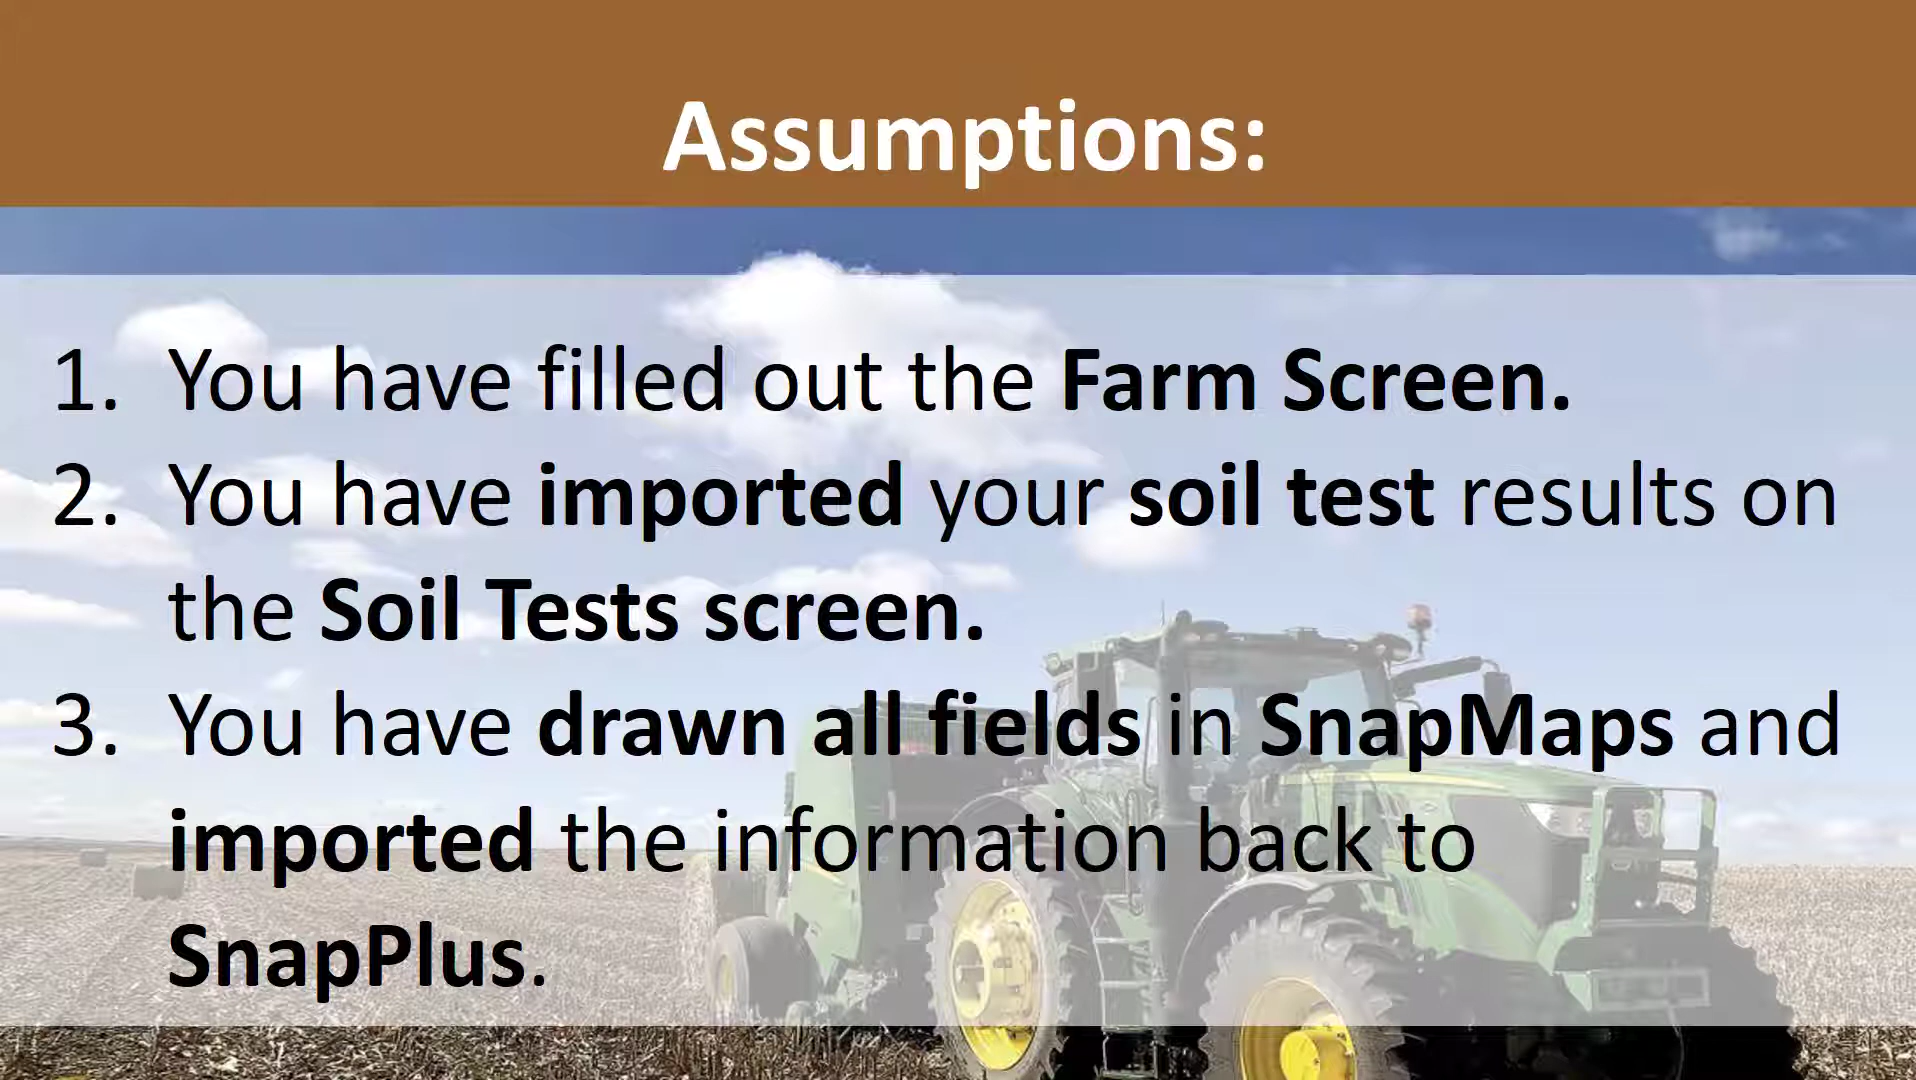 Assumptions:
1. You have filled out the Farm Screen.
2. You have imported your soil test results on
the Soil Tests screen.
3. You have drawn all fields in SnapMaps and
imported the information back to
SnapPlus.